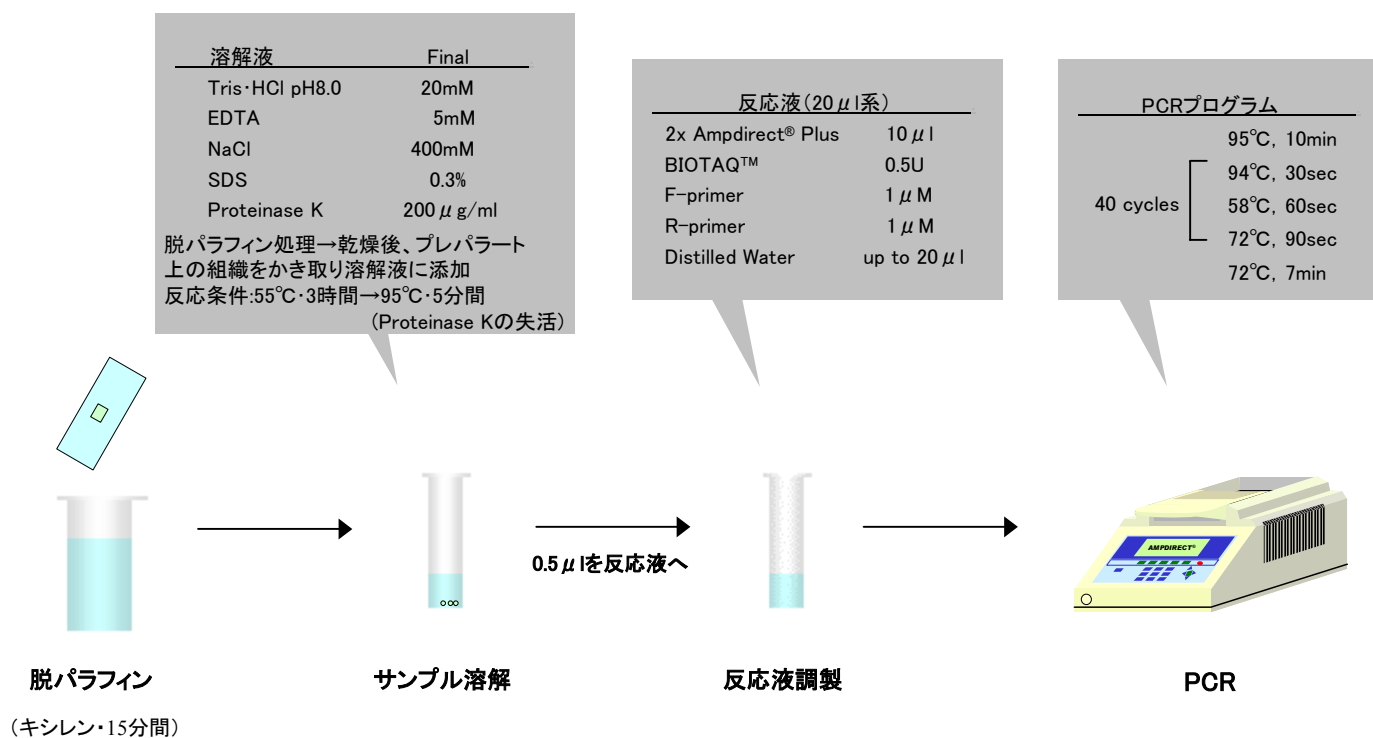 溶解液 Final
Tris･HCl pH8.0 20mM
EDTA 5mM
NaCl 400mM
SDS 0.3%
Proteinase K 200μg/ml
脱パラフィン処理→乾燥後、プレパラート
上の組織をかき取り溶解液に添加
反応条件:55℃･3時間→95℃･5分間
(Proteinase Kの失活)
反応液(20μl系)
2x Ampdirect® Plus 10μl
BIOTAQ™ 0.5U
F-primer 1μM
R-primer 1μM
Distilled Water up to 20μl
PCRプログラム
95℃, 10min
94℃, 30sec
40 cycles 58℃, 60sec
72℃, 90sec
72℃, 7min
0.5μlを反応液へ
AMPDIRECT®
脱パラフィン
(キシレン･15分間)
サンプル溶解
反応液調製
PCR